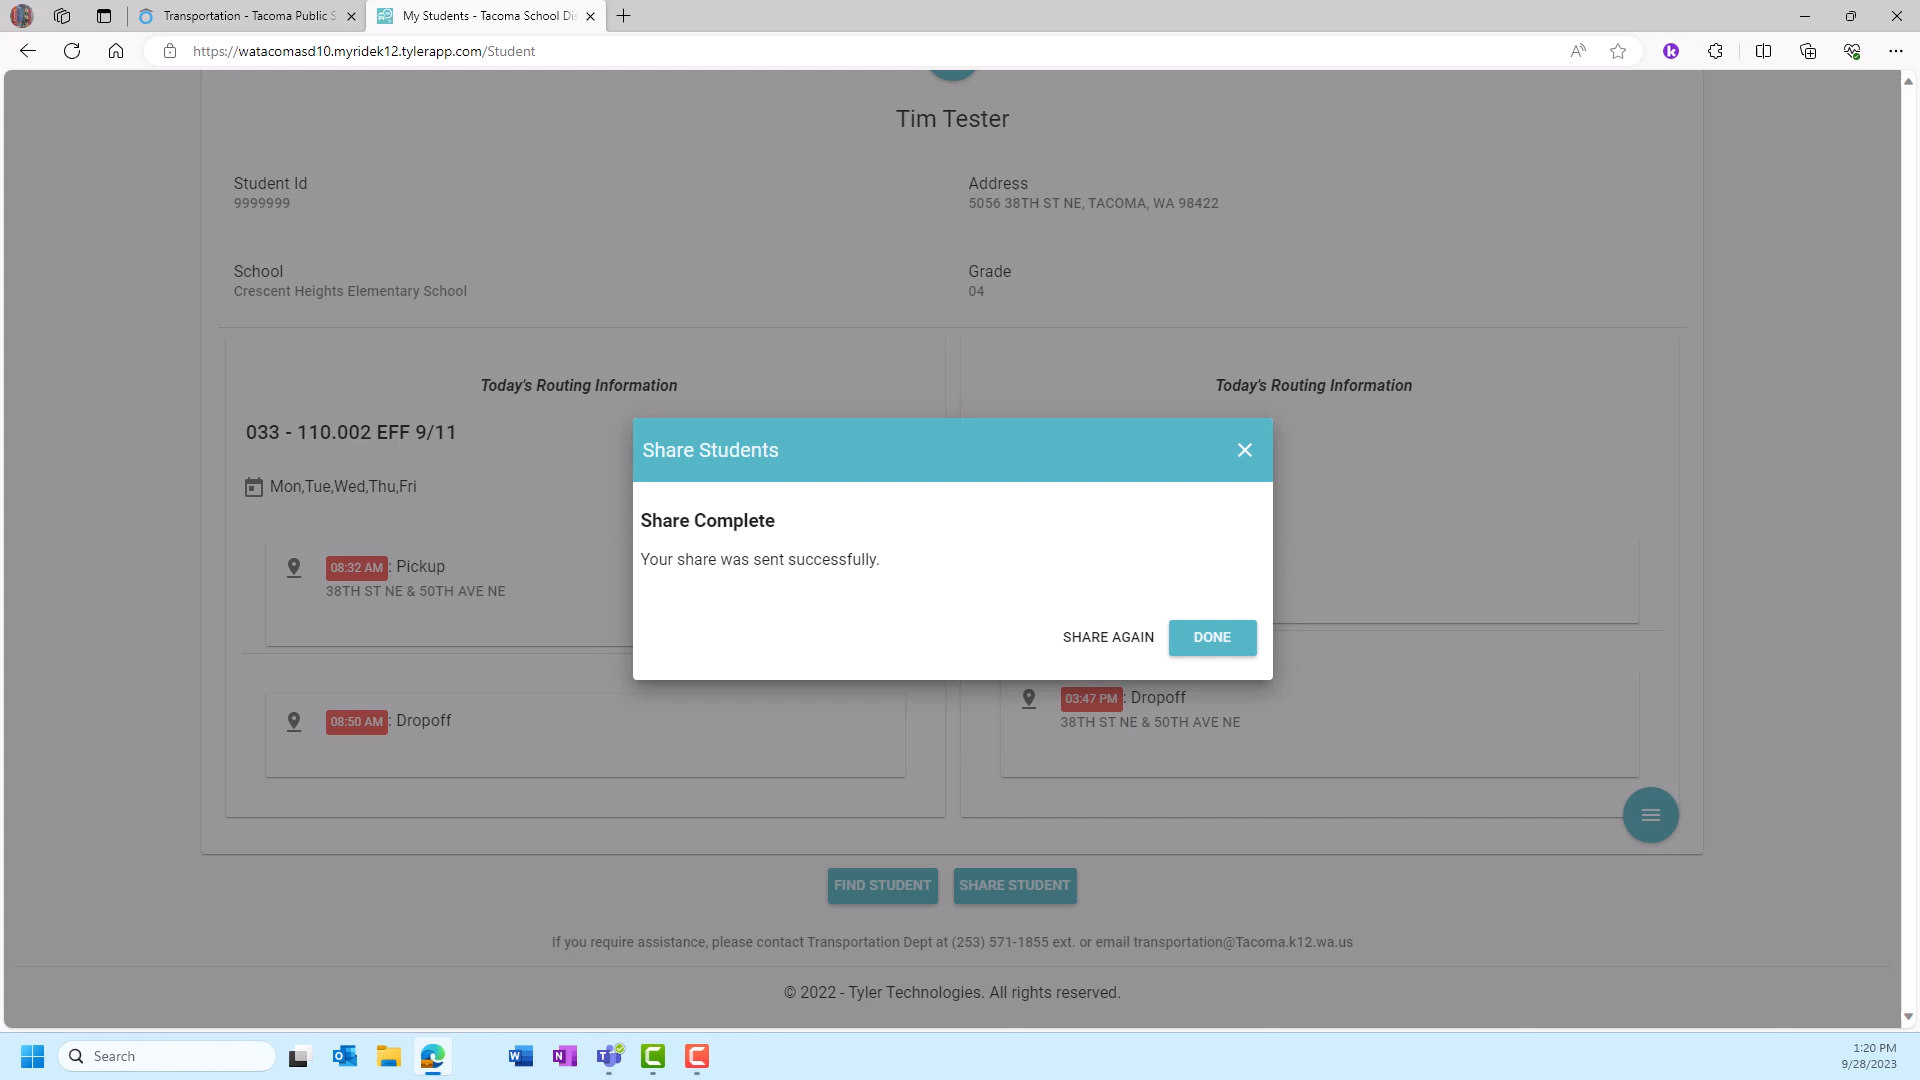 Transportation - Tacoma Public S
My Students - Tacoma School Dis
https://watacomasd10.myridek12.tylerapp.com/Student
Tim Tester
Student Id
9999999
Address
5056 38TH ST NE, TACOMA, WA 98422
School
Crescent Heights Elementary School
Grade
04
Today's Routing Information
Today's Routing Information
033 - 110.002 EFF 9/11
Mon,Tue,Wed,Thu,Fri
08:32 AM : Pickup
38TH ST NE & 50TH AVE NE
08:50 AM : Dropoff
Share Students
Share Complete
Your share was sent successfully.
SHARE AGAIN
DONE
03:47 PM : Dropoff
38TH ST NE & 50TH AVE NE
FIND STUDENT
SHARE STUDENT
If you require assistance, please contact Transportation Dept at (253) 571-1855 ext. or email transportation@Tacoma.k12.wa.us
© 2022 - Tyler Technologies. All rights reserved.
Search
1:20 PM
9/28/2023